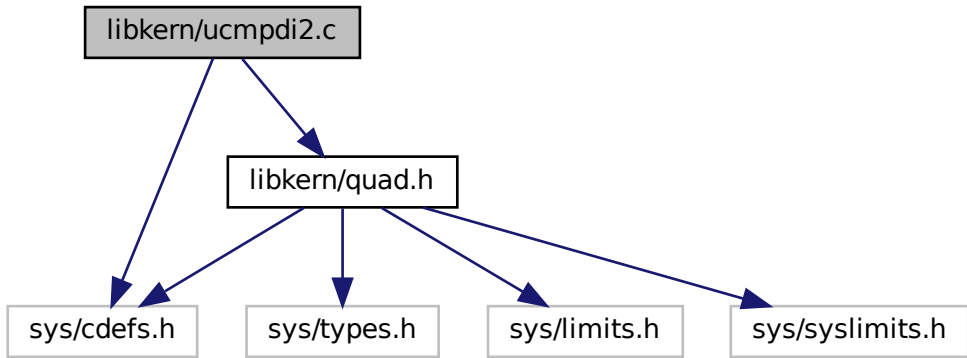 libkern/ucmpdi2.c
libkern/quad.h
sys/cdefs.h
sys/types.h
sys/limits.h
sys/syslimits.h